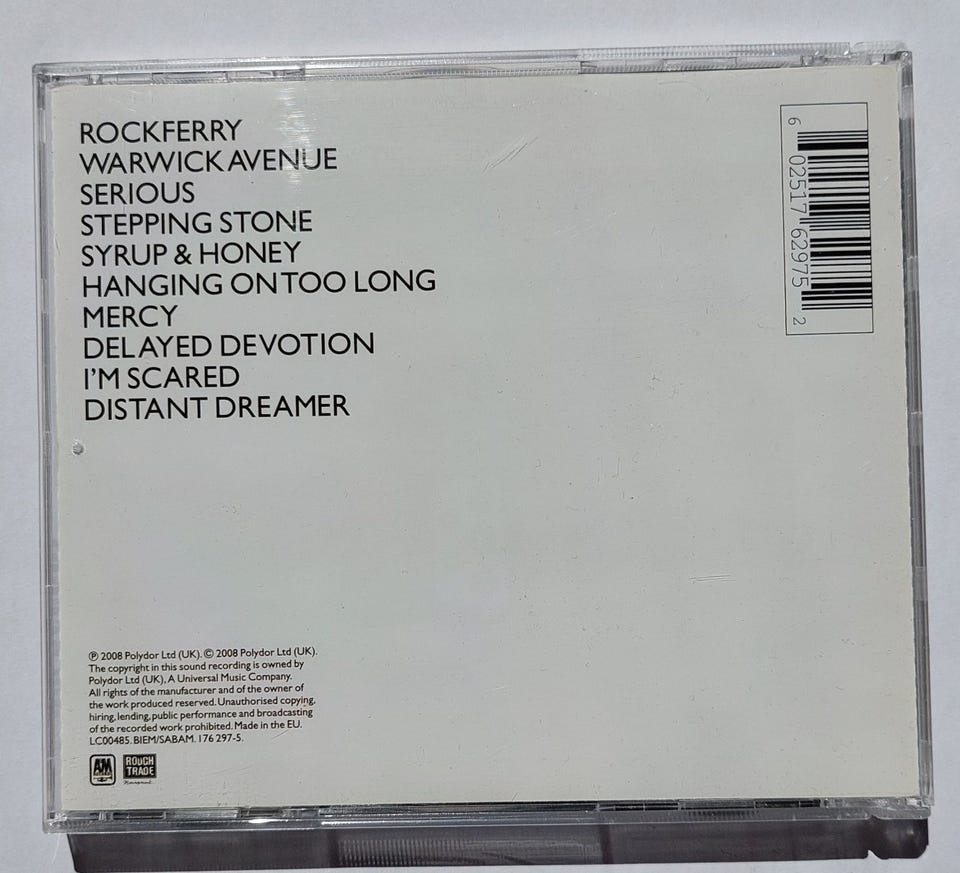 ROCKFERRY
WARWICK AVENUE
SERIOUS
STEPPING STONE
SYRUP & HONEY
HANGING ON TOO LONG
MERCY
DELAYED DEVOTION
I'M SCARED
DISTANT DREAMER
6 02517 62975 2
℗ 2008 Polydor Ltd (UK). © 2008 Polydor Ltd (UK).
The copyright in this sound recording is owned by
Polydor Ltd (UK), A Universal Music Company.
All rights of the manufacturer and of the owner of
the work produced reserved. Unauthorised copying,
hiring, lending, public performance and broadcasting
of the recorded work prohibited. Made in the EU.
LC00485. BIEM/SABAM. 176 297-5.
AM
ROUGH
TRADE